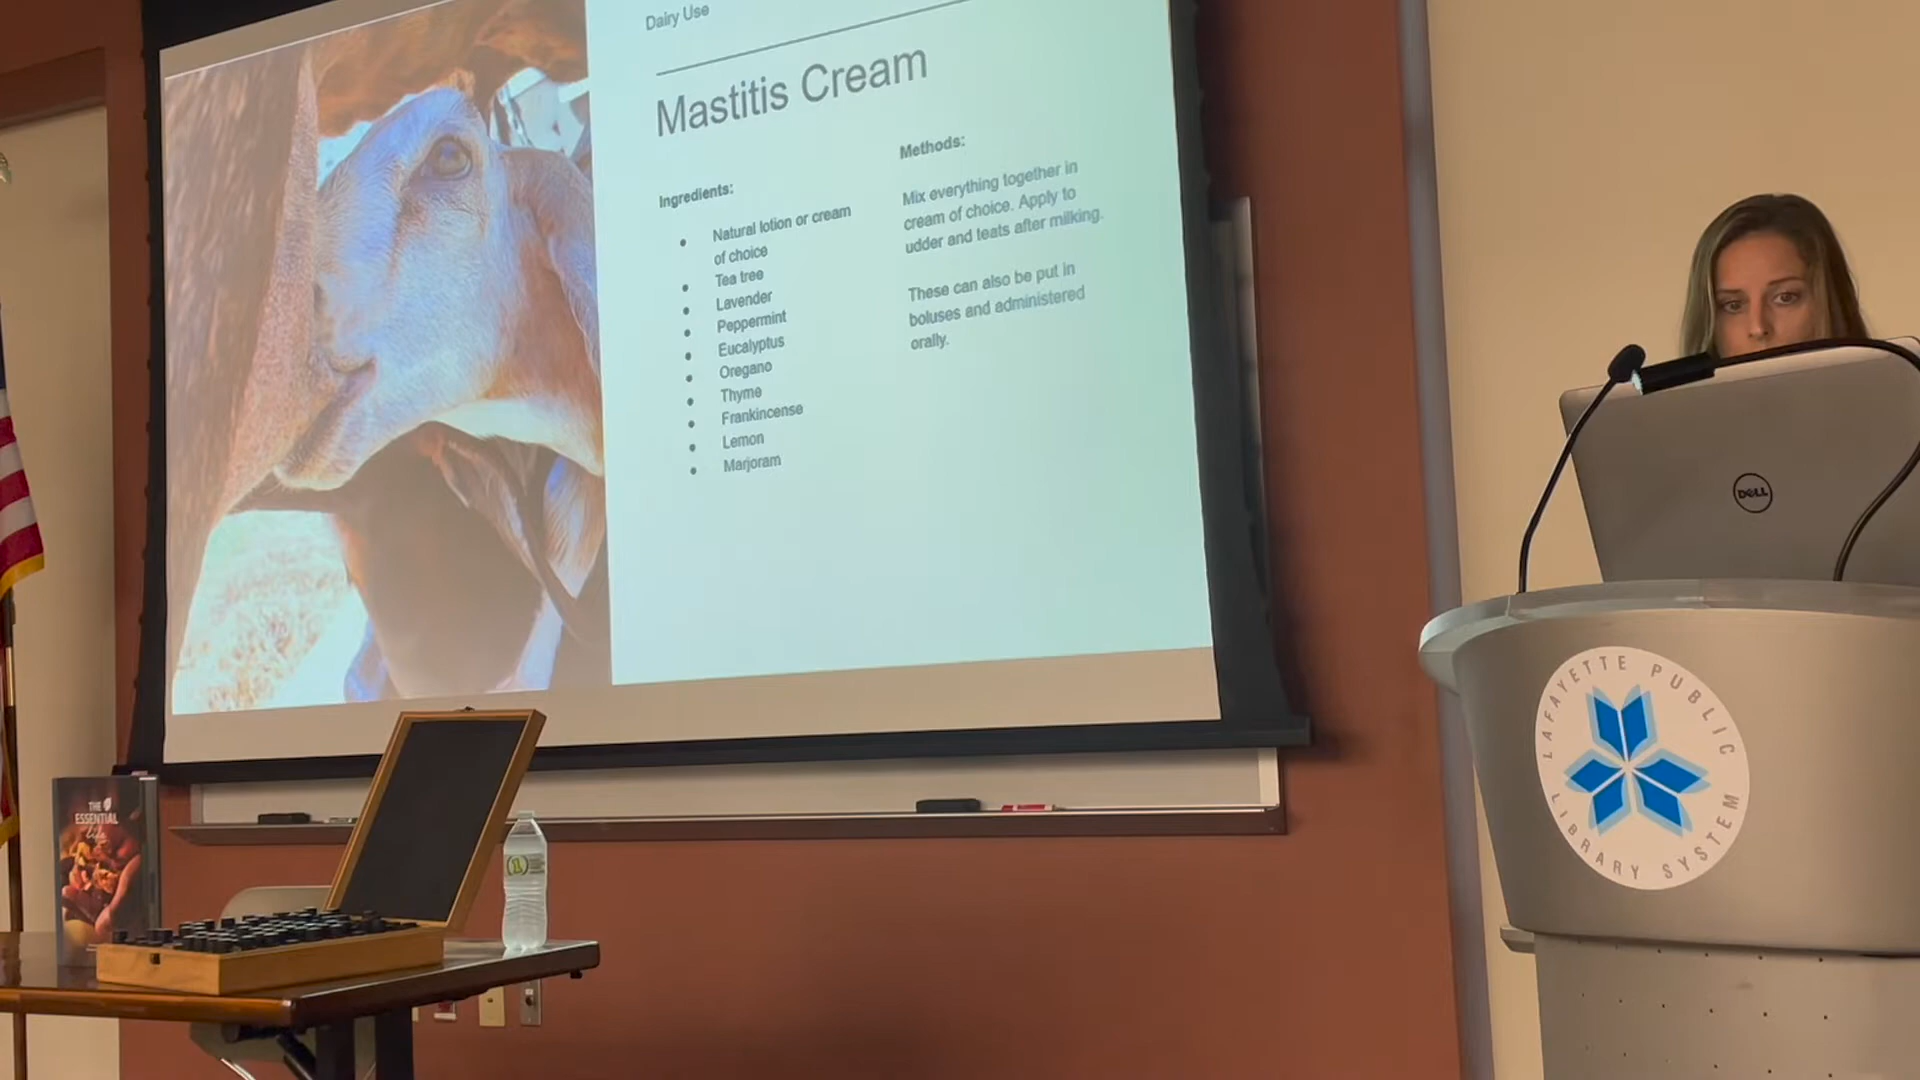 Dairy Use
Mastitis Cream
Ingredients:
Natural lotion or cream
of choice
Tea tree
Lavender
Peppermint
Eucalyptus
Oregano
Thyme
Frankincense
Lemon
Marjoram
Methods:
Mix everything together in
cream of choice. Apply to
udder and teats after milking.
These can also be put in
boluses and administered
orally.
DELL
LAFAYETTE PUBLIC
LIBRARY SYSTEM
THE
ESSENTIAL
life